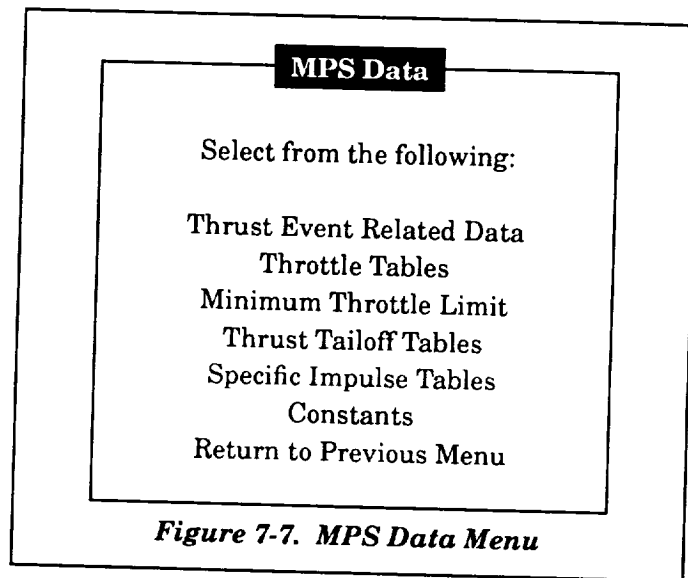 MPS Data
Select from the following:
Thrust Event Related Data
Throttle Tables
Minimum Throttle Limit
Thrust Tailoff Tables
Specific Impulse Tables
Constants
Return to Previous Menu
Figure 7-7. MPS Data Menu